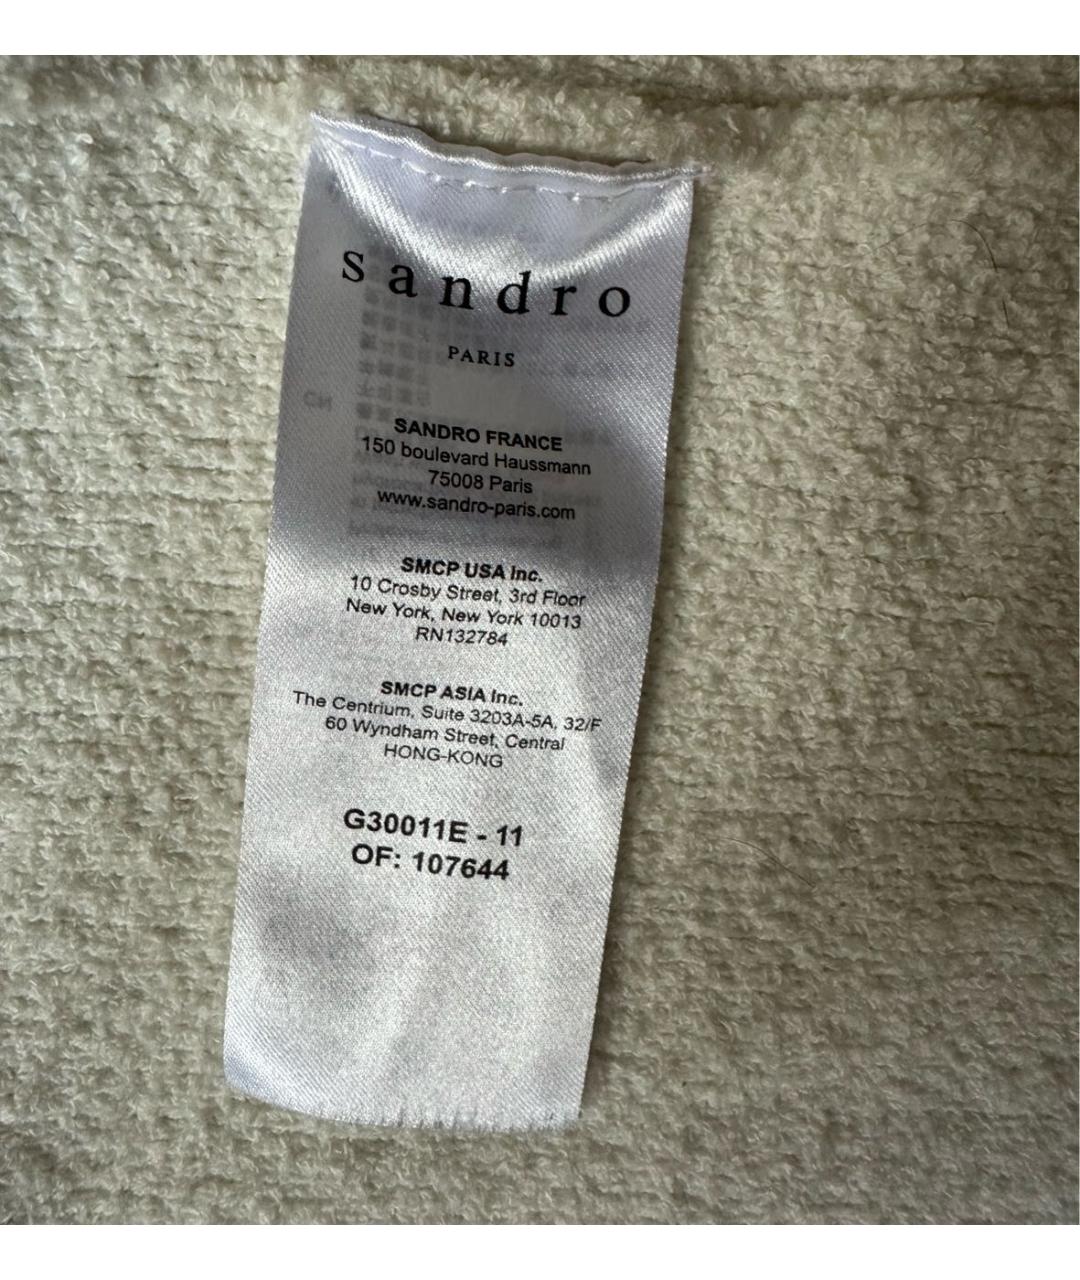 sandro
PARIS
SANDRO FRANCE
150 boulevard Haussmann
75008 Paris
www.sandro-paris.com
SMCP USA Inc.
10 Crosby Street, 3rd Floor
New York, New York 10013
RN132784
SMCP ASIA Inc.
The Centrium, Suite 3203A-5A, 32/F
60 Wyndham Street, Central
HONG-KONG
G30011E - 11
OF: 107644